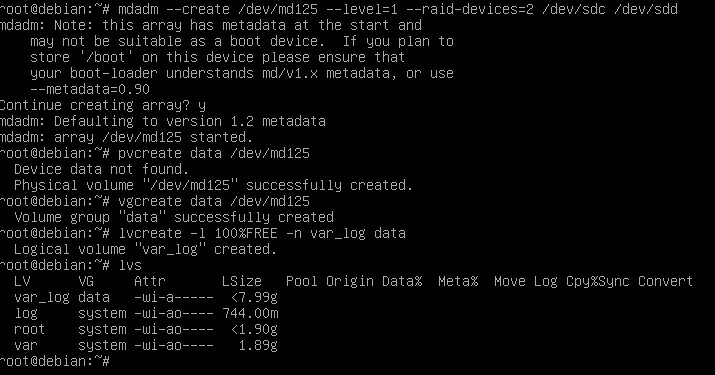 root@debian:~# mdadm --create /dev/md125 --level=1 --raid-devices=2 /dev/sdc /dev/sdd
mdadm: Note: this array has metadata at the start and
    may not be suitable as a boot device.  If you plan to
    store '/boot' on this device please ensure that
    your boot-loader understands md/v1.x metadata, or use
    --metadata=0.90
Continue creating array? y
mdadm: Defaulting to version 1.2 metadata
mdadm: array /dev/md125 started.
root@debian:~# pvcreate data /dev/md125
  Device data not found.
  Physical volume "/dev/md125" successfully created.
root@debian:~# vgcreate data /dev/md125
  Volume group "data" successfully created
root@debian:~# lvcreate -l 100%FREE -n var_log data
  Logical volume "var_log" created.
root@debian:~# lvs
  LV      VG     Attr       LSize   Pool Origin Data%  Meta%  Move Log Cpy%Sync Convert
  var_log data   -wi-a-----  <7.99g
  log     system -wi-ao---- 744.00m
  root    system -wi-ao----  <1.90g
  var     system -wi-ao----   1.89g
root@debian:~#